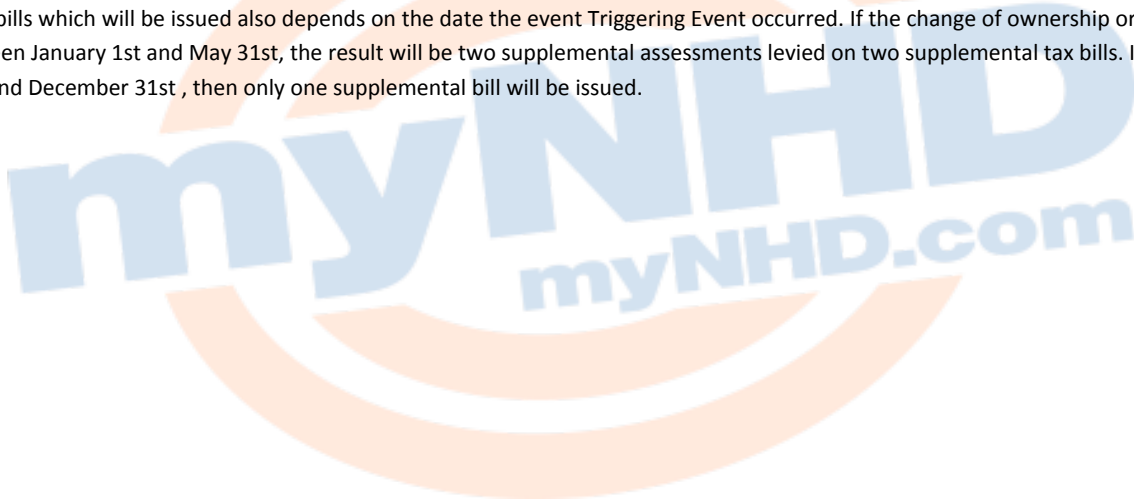 bills which will be issued also depends on the date the event Triggering Event occurred. If the change of ownership or
een January 1st and May 31st, the result will be two supplemental assessments levied on two supplemental tax bills. I
nd December 31st , then only one supplemental bill will be issued.
myNHD
myNHD.com